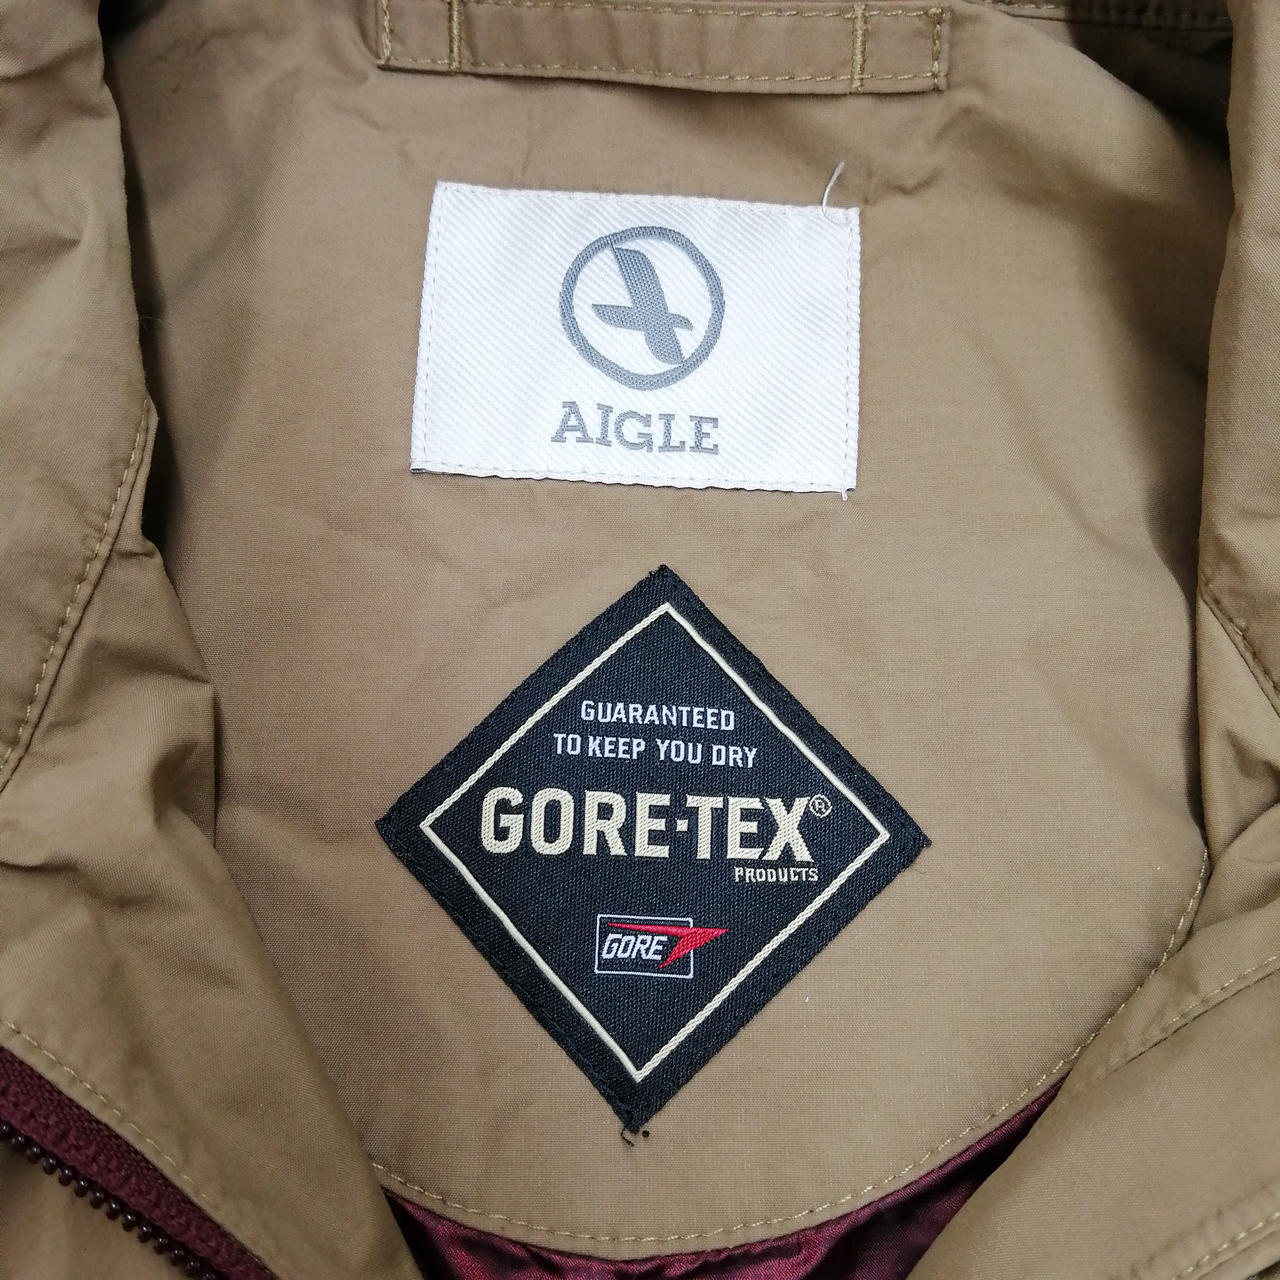 AIGLE
GUARANTEED
TO KEEP YOU DRY
GORE-TEX®
PRODUCTS
GORE